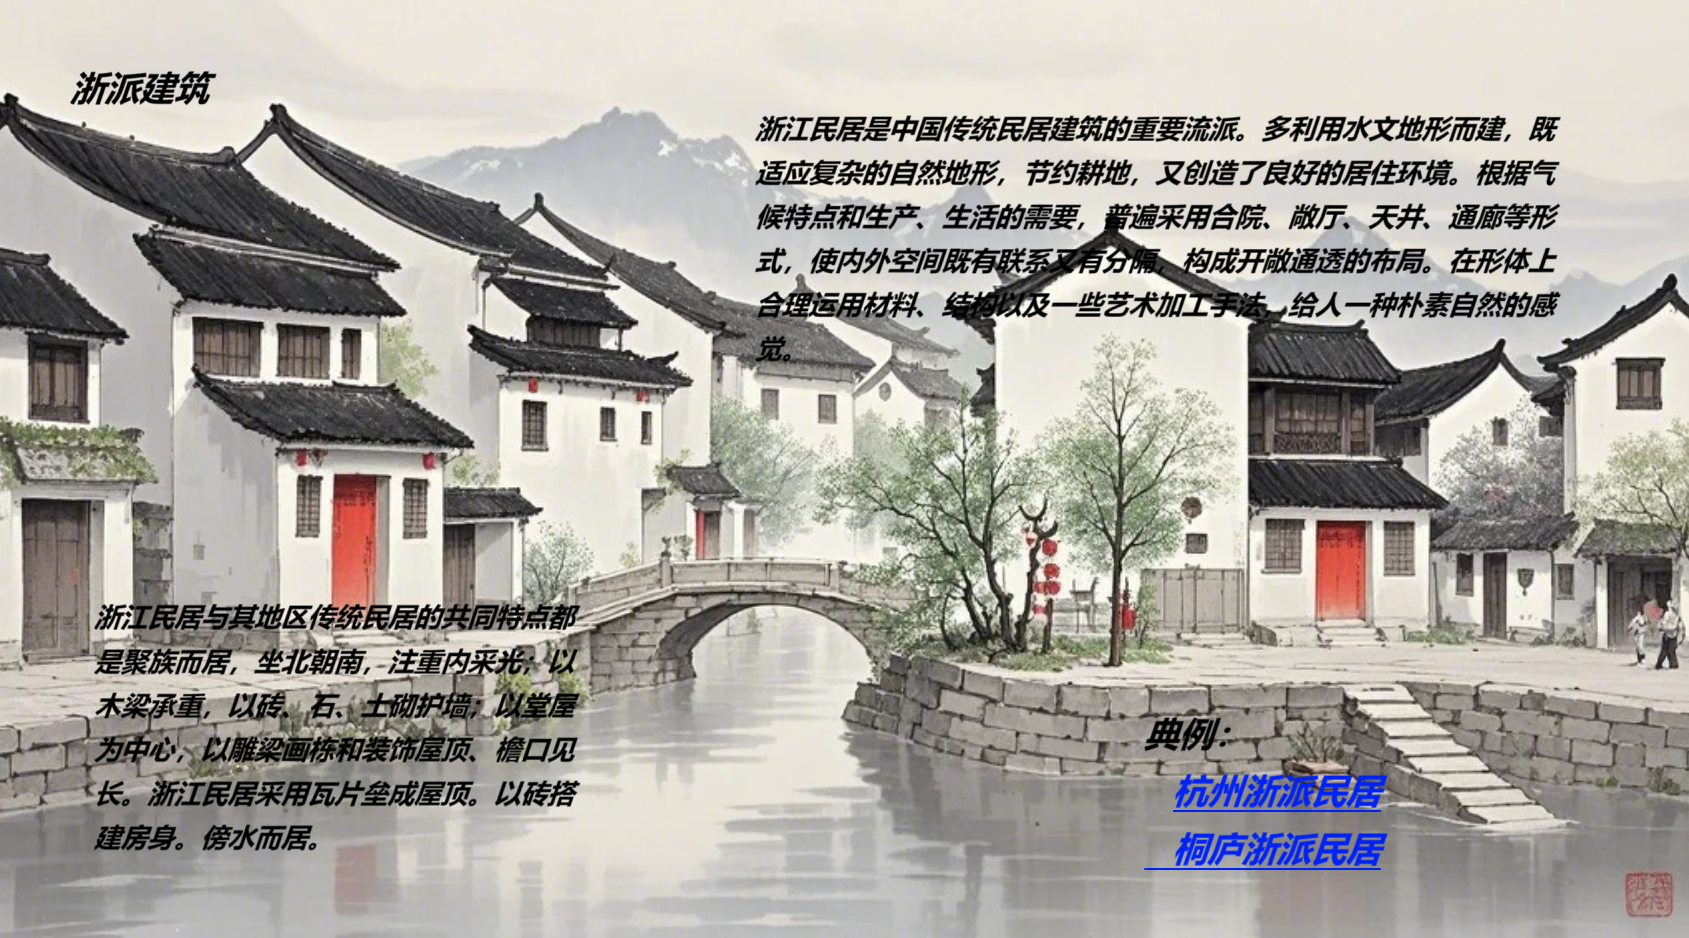 浙派建筑
浙江民居是中国传统民居建筑的重要流派。多利用水文地形而建，既
适应复杂的自然地形，节约耕地，又创造了良好的居住环境。根据气
候特点和生产、生活的需要，普遍采用合院、敞厅、天井、通廊等形
式，使内外空间既有联系又有分隔，构成开敞通透的布局。在形体上
合理运用材料、结构以及一些艺术加工手法，给人一种朴素自然的感
觉。
浙江民居与其地区传统民居的共同特点都
是聚族而居，坐北朝南，注重内采光；以
木梁承重，以砖、石、土砌护墙；以堂屋
为中心，以雕梁画栋和装饰屋顶、檐口见
长。浙江民居采用瓦片垒成屋顶。以砖搭
建房身。傍水而居。
典例：
杭州浙派民居
桐庐浙派民居